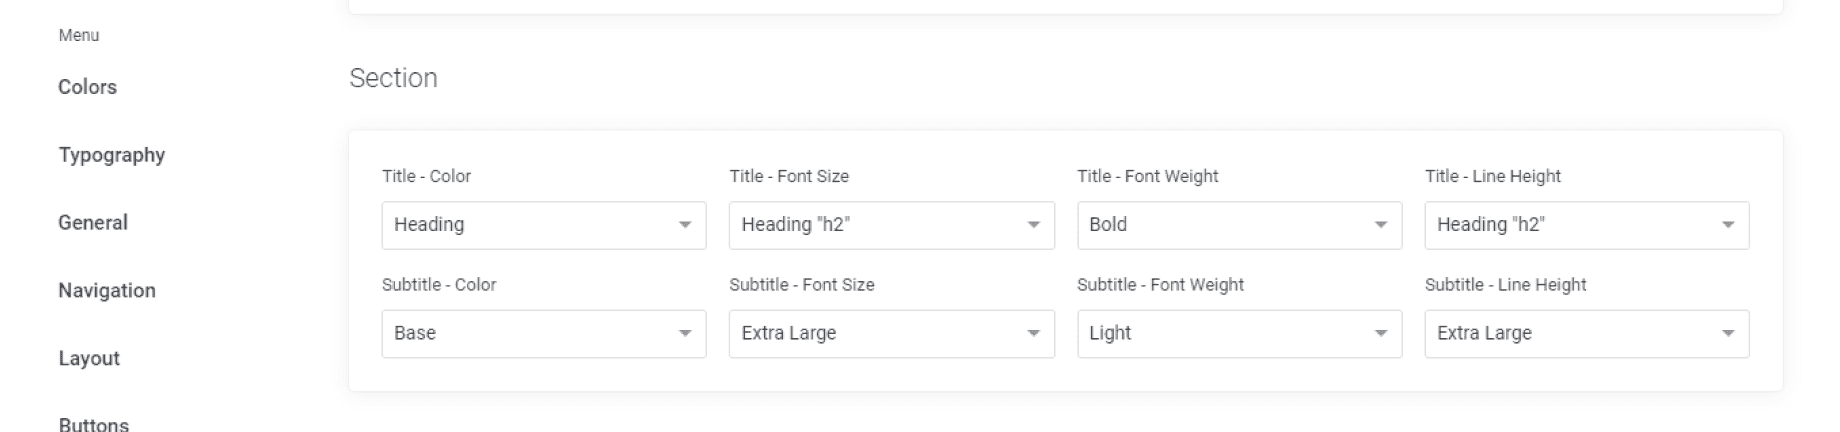 Menu
Colors
Typography
General
Navigation
Layout
Buttons
Section
Title - Color
Title - Font Size
Title - Font Weight
Title - Line Height
Heading
Heading "h2"
Bold
Heading "h2"
Subtitle - Color
Subtitle - Font Size
Subtitle - Font Weight
Subtitle - Line Height
Base
Extra Large
Light
Extra Large